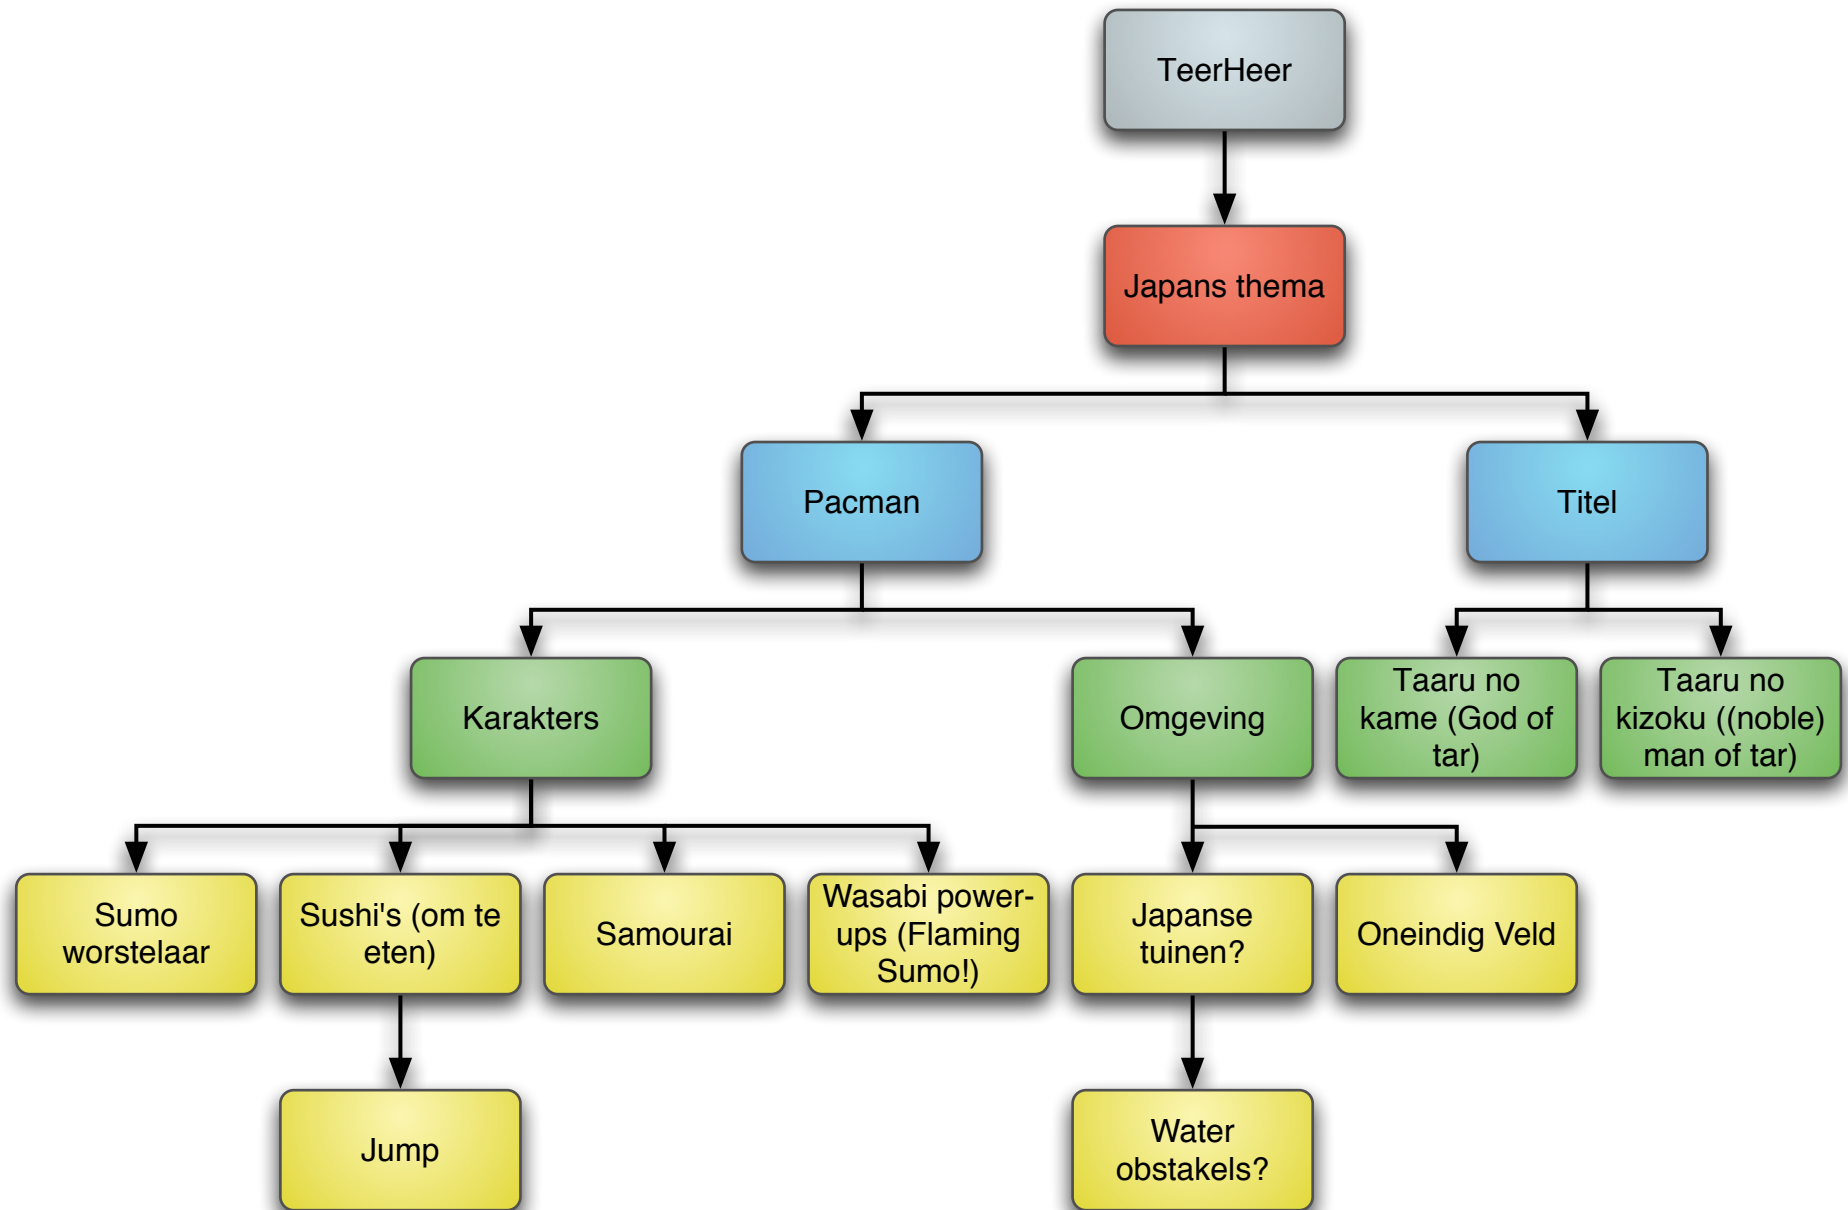 TeerHeer
Japans thema
Pacman
Titel
Karakters
Omgeving
Taaru no
kame (God of
tar)
Taaru no
kizoku ((noble)
man of tar)
Sumo
worstelaar
Sushi's (om te
eten)
Samourai
Wasabi power-
ups (Flaming
Sumo!)
Japanse
tuinen?
Oneindig Veld
Jump
Water
obstakels?